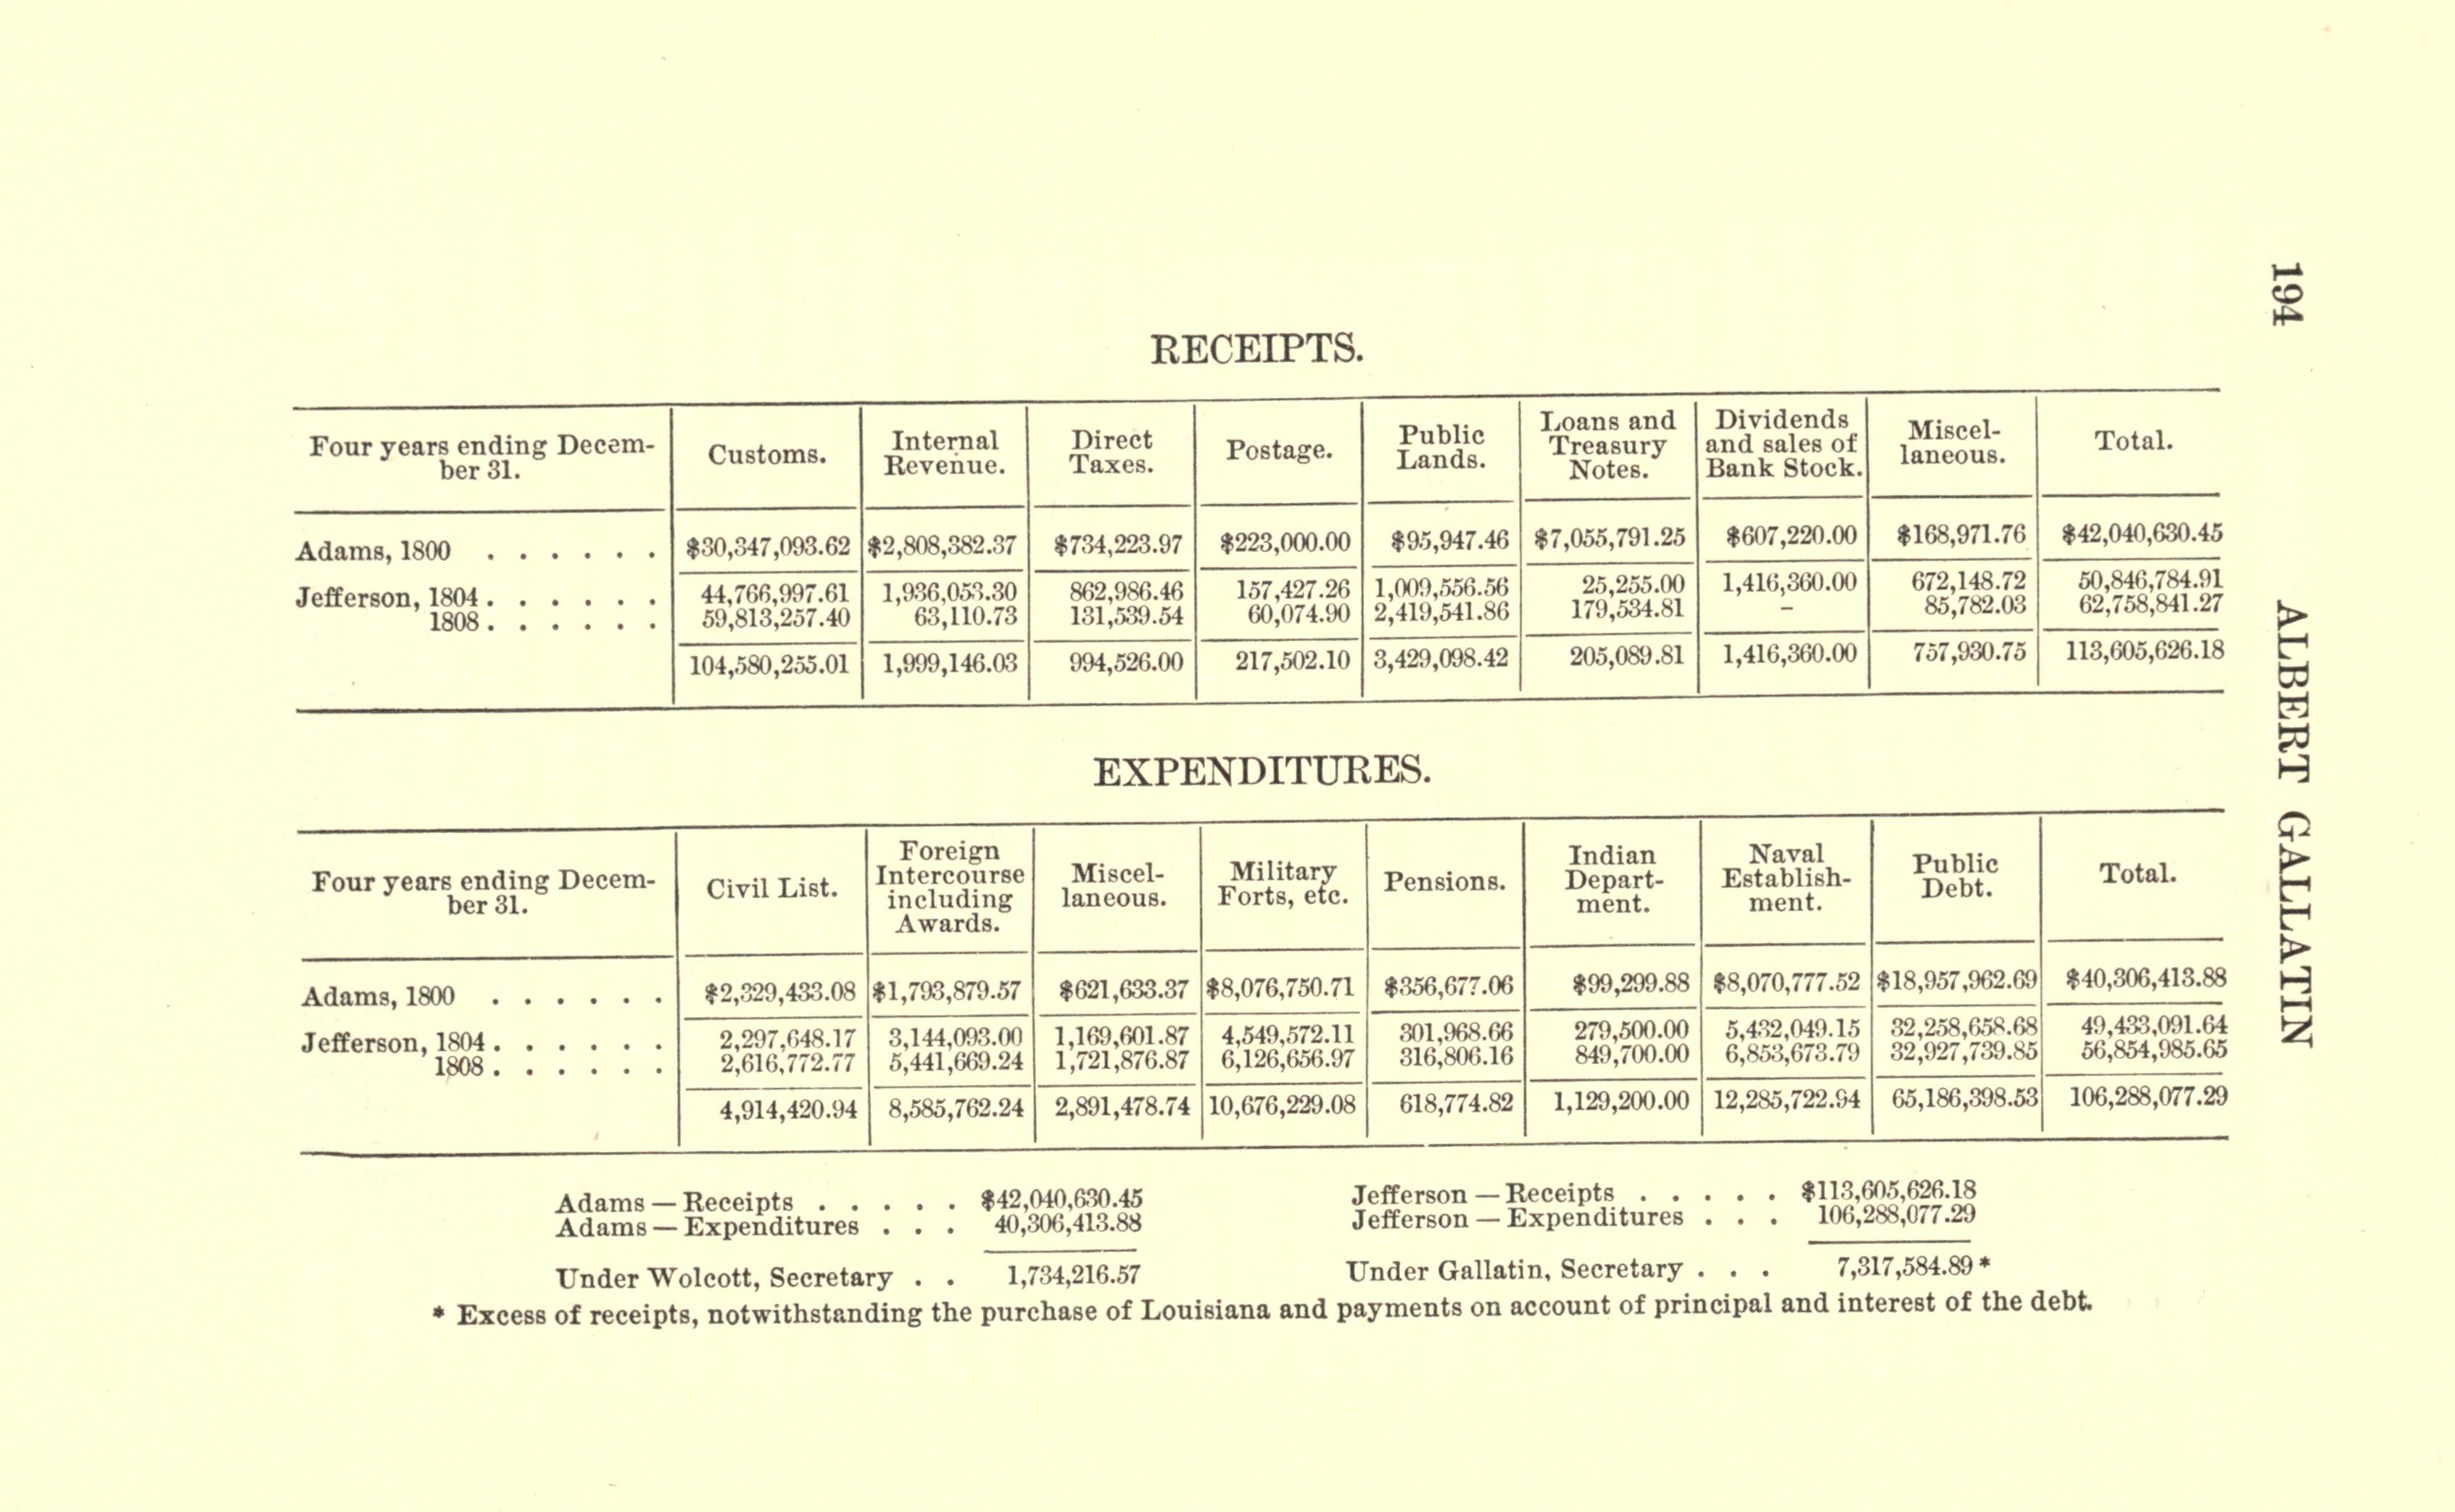 194 ALBERT GALLATIN
RECEIPTS.
Four years ending Decem-
ber 31.
Customs.
Internal
Revenue.
Direct
Taxes.
Postage.
Public
Lands.
Loans and
Treasury
Notes.
Dividends
and sales of
Bank Stock.
Miscel-
laneous.
Total.
Adams, 1800 . . . . . . $30,347,093.62 $2,808,382.37 $734,223.97 $223,000.00 $95,947.46 $7,055,791.25 $607,220.00 $168,971.76 $42,040,630.45
Jefferson, 1804 . . . . . . 44,766,997.61 1,936,053.30 862,986.46 157,427.26 1,009,556.56 25,255.00 1,416,360.00 672,148.72 50,846,784.91
1808 . . . . . . 59,813,257.40 63,110.73 131,539.54 60,074.90 2,419,541.86 179,534.81 – 85,782.03 62,758,841.27
104,580,255.01 1,999,146.03 994,526.00 217,502.10 3,429,098.42 205,089.81 1,416,360.00 757,930.75 113,605,626.18
EXPENDITURES.
Four years ending Decem-
ber 31.
Civil List.
Foreign
Intercourse
including
Awards.
Miscel-
laneous.
Military
Forts, etc.
Pensions.
Indian
Depart-
ment.
Naval
Establish-
ment.
Public
Debt.
Total.
Adams, 1800 . . . . . . $2,329,433.08 $1,793,879.57 $621,633.37 $8,076,750.71 $356,677.06 $99,299.88 $8,070,777.52 $18,957,962.69 $40,306,413.88
Jefferson, 1804 . . . . . . 2,297,648.17 3,144,093.00 1,169,601.87 4,549,572.11 301,968.66 279,500.00 5,432,049.15 32,258,658.68 49,433,091.64
1808 . . . . . . 2,616,772.77 5,441,669.24 1,721,876.87 6,126,656.97 316,806.16 849,700.00 6,853,673.79 32,927,739.85 56,854,985.65
4,914,420.94 8,585,762.24 2,891,478.74 10,676,229.08 618,774.82 1,129,200.00 12,285,722.94 65,186,398.53 106,288,077.29
Adams — Receipts . . . . . $42,040,630.45
Adams — Expenditures . . . 40,306,413.88
Under Wolcott, Secretary . . 1,734,216.57
Jefferson — Receipts . . . . . $113,605,626.18
Jefferson — Expenditures . . . 106,288,077.29
Under Gallatin, Secretary . . . 7,317,584.89 *
* Excess of receipts, notwithstanding the purchase of Louisiana and payments on account of principal and interest of the debt.